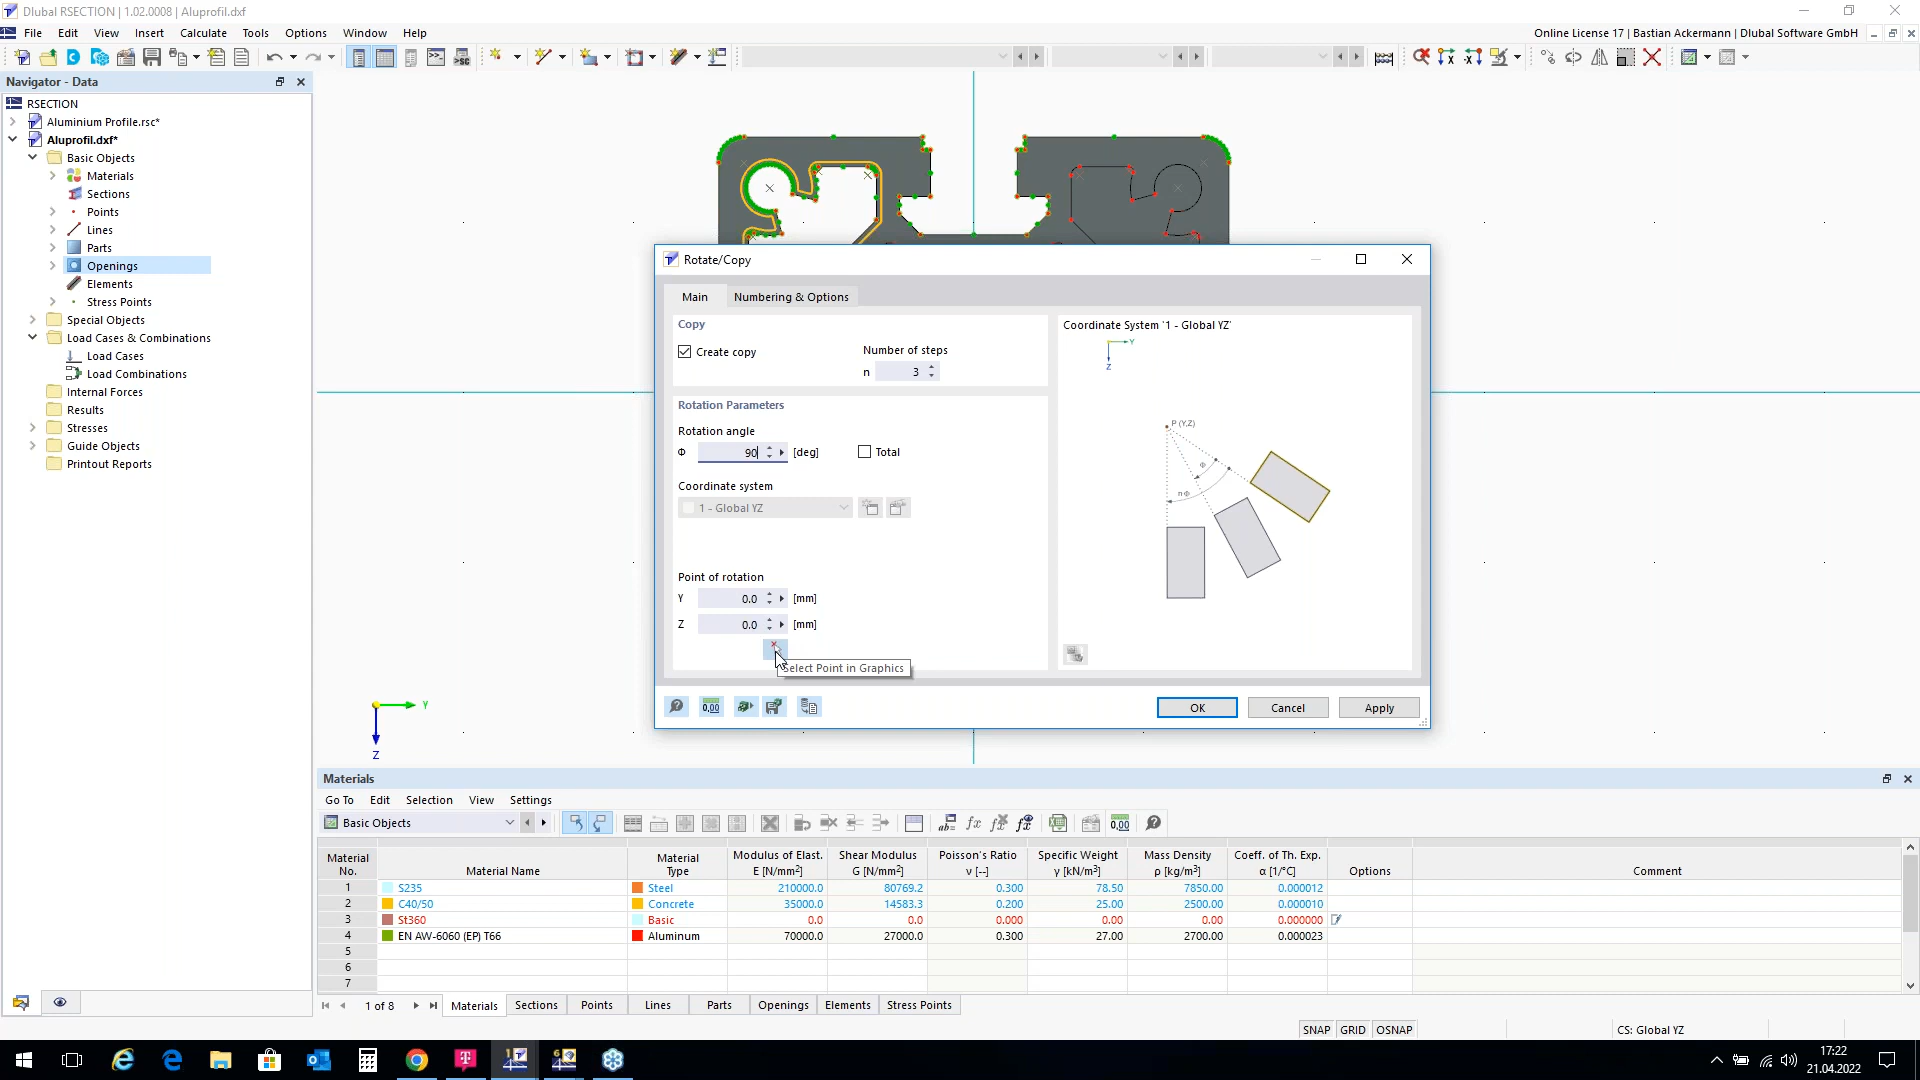 Dlubal RSECTION | 1.02.0008 | Aluprofil.dxf*
File Edit View Insert Calculate Tools Options Window Help
Online License 17 | Bastian Ackermann | Dlubal Software GmbH
Navigator - Data
RSECTION
Aluminium Profile.rsc*
Aluprofil.dxf*
Basic Objects
Materials
Sections
Points
Lines
Parts
Openings
Elements
Stress Points
Special Objects
Load Cases & Combinations
Load Cases
Load Combinations
Internal Forces
Results
Stresses
Guide Objects
Printout Reports
Y
Z
Rotate/Copy
Main Numbering & Options
Copy
Create copy
Number of steps
n 3
Rotation Parameters
Rotation angle
Φ 90 [deg] Total
Coordinate system
1 - Global YZ
Point of rotation
Y 0.0 [mm]
Z 0.0 [mm]
Select Point in Graphics
Coordinate System '1 - Global YZ'
Y
Z
P (Y,Z)
Φ
n Φ
0,00
OK Cancel Apply
Materials
Go To Edit Selection View Settings
Basic Objects
Material No. Material Name Material Type Modulus of Elast. E [N/mm2] Shear Modulus G [N/mm2] Poisson's Ratio ν [--] Specific Weight γ [kN/m3] Mass Density ρ [kg/m3] Coeff. of Th. Exp. α [1/°C] Options Comment
1 S235 Steel 210000.0 80769.2 0.300 78.50 7850.00 0.000012
2 C40/50 Concrete 35000.0 14583.3 0.200 25.00 2500.00 0.000010
3 St360 Basic 0.0 0.0 0.000 0.00 0.00 0.000000
4 EN AW-6060 (EP) T66 Aluminum 70000.0 27000.0 0.300 27.00 2700.00 0.000023
5
6
7
1 of 8 Materials Sections Points Lines Parts Openings Elements Stress Points
SNAP GRID OSNAP CS: Global YZ
17:22
21.04.2022